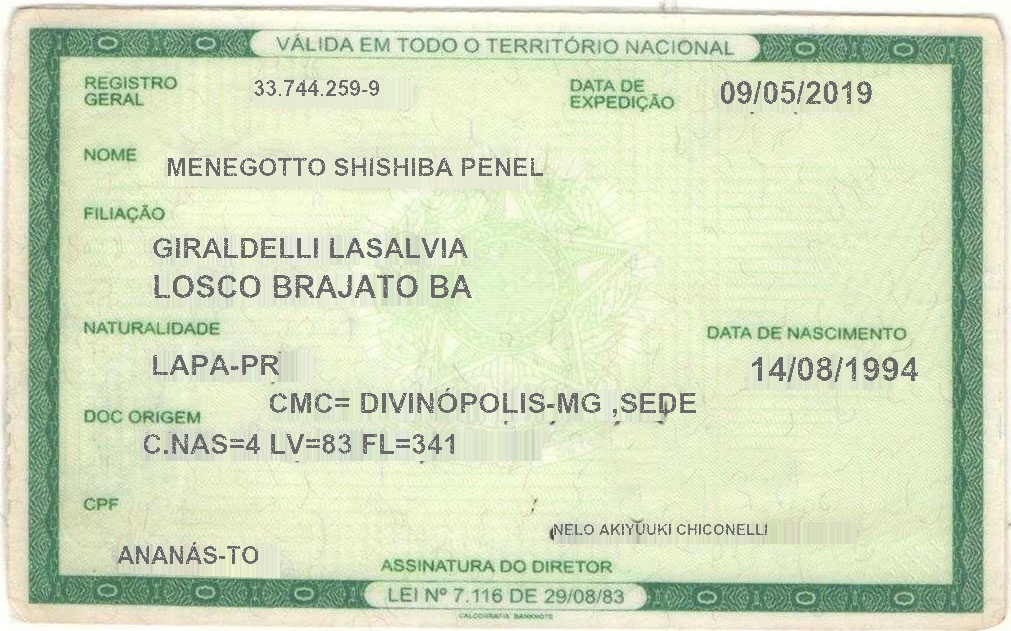 VÁLIDA EM TODO O TERRITÓRIO NACIONAL
REGISTRO GERAL 33.744.259-9 DATA DE EXPEDIÇÃO 09/05/2019
NOME MENEGOTTO SHISHIBA PENEL
FILIAÇÃO
GIRALDELLI LASALVIA
LOSCO BRAJATO BA
NATURALIDADE DATA DE NASCIMENTO
LAPA-PR 14/08/1994
CMC= DIVINÓPOLIS-MG ,SEDE
DOC ORIGEM
C.NAS=4 LV=83 FL=341
CPF
NELO AKIYUUKI CHICONELLI
ANANÁS-TO
ASSINATURA DO DIRETOR
LEI Nº 7.116 DE 29/08/83
CALCOGRAFIA BANKNOTE